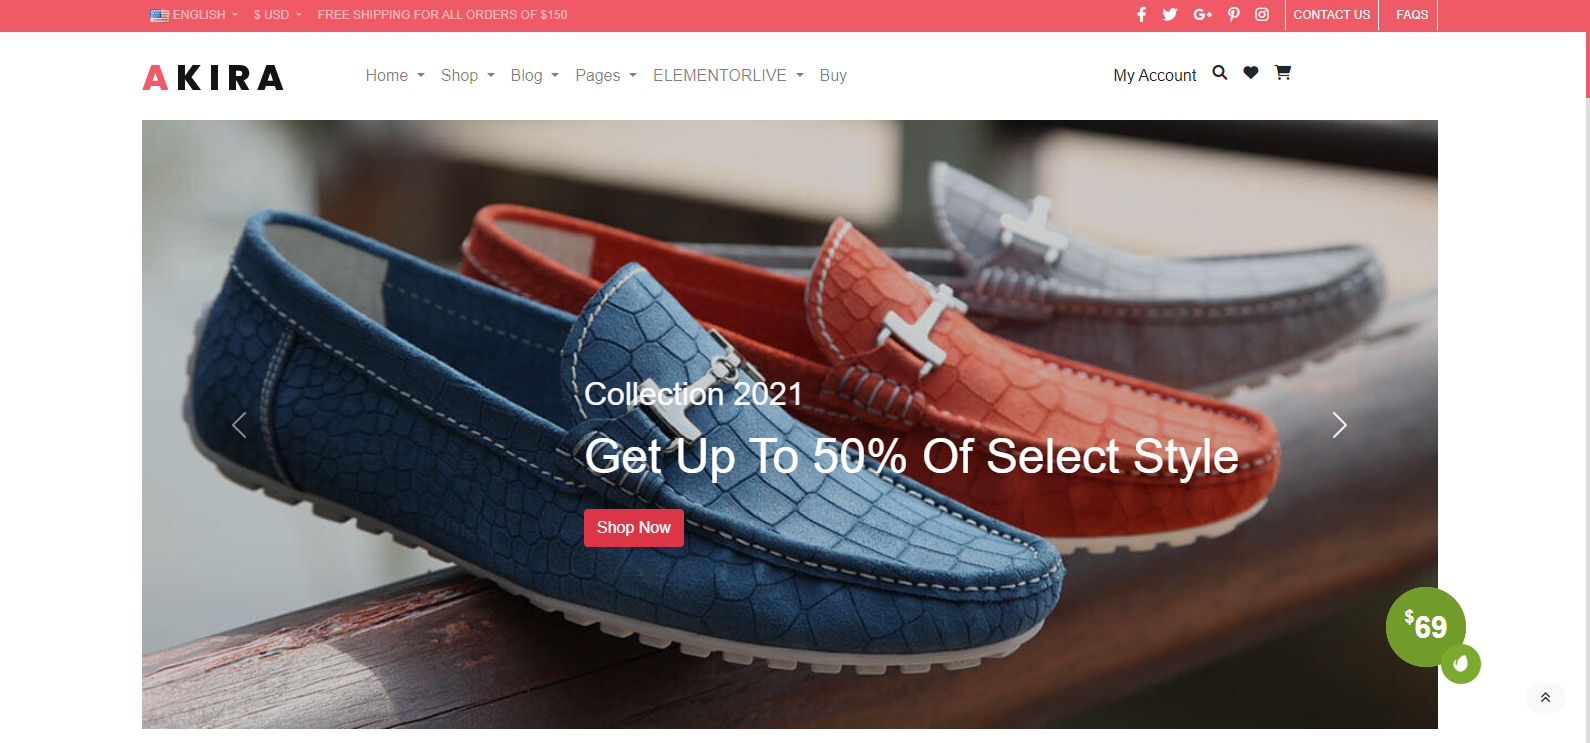 ENGLISH $ USD FREE SHIPPING FOR ALL ORDERS OF $150 CONTACT US FAQS
AKIRA Home Shop Blog Pages ELEMENTORLIVE Buy My Account
Collection 2021
Get Up To 50% Of Select Style
Shop Now
$69